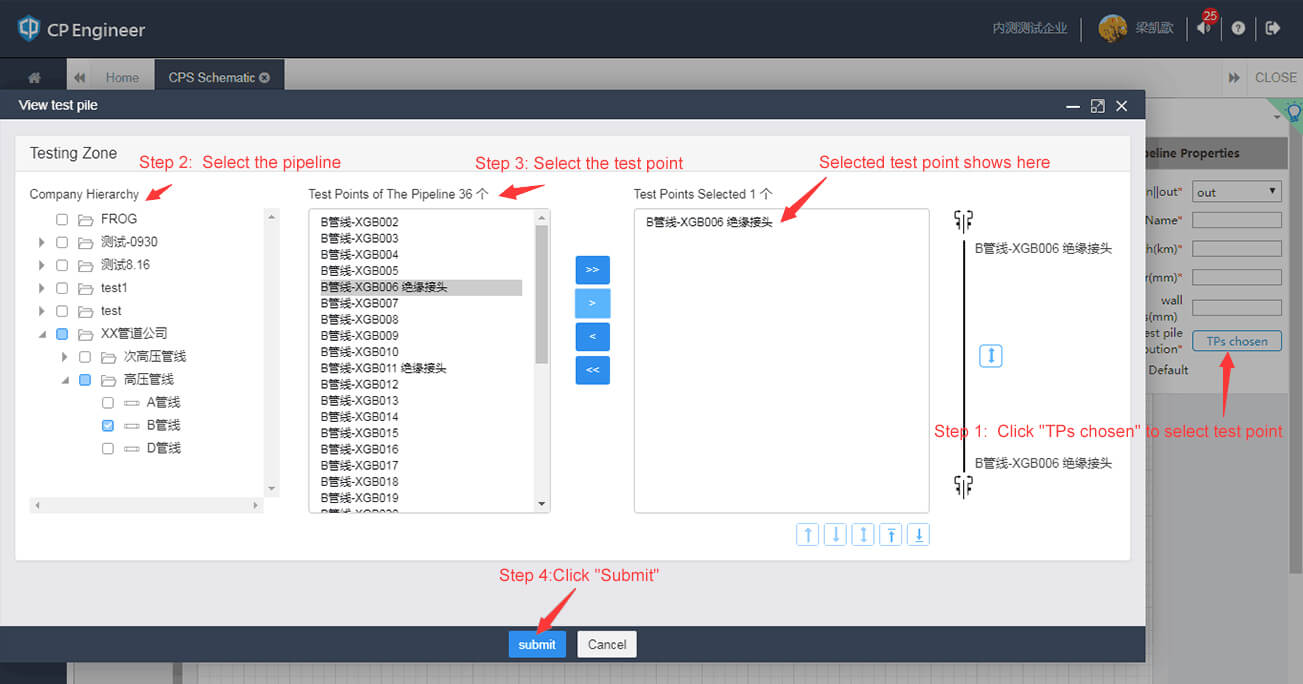 CP Engineer
内测测试企业
梁凯歌
25
Home
CPS Schematic
CLOSE
View test pile
Testing Zone
Step 2: Select the pipeline
Step 3: Select the test point
Selected test point shows here
eline Properties
Company Hierarchy
Test Points of The Pipeline 36 个
Test Points Selected 1 个
n||out*
out
Name*
h(km)*
r(mm)*
wall
s(mm)
est pile
bution*
TPs chosen
Default
FROG
测试-0930
测试8.16
test1
test
XX管道公司
次高压管线
高压管线
A管线
B管线
D管线
B管线-XGB002
B管线-XGB003
B管线-XGB004
B管线-XGB005
B管线-XGB006 绝缘接头
B管线-XGB007
B管线-XGB008
B管线-XGB009
B管线-XGB010
B管线-XGB011 绝缘接头
B管线-XGB012
B管线-XGB013
B管线-XGB014
B管线-XGB015
B管线-XGB016
B管线-XGB017
B管线-XGB018
B管线-XGB019
>>
>
<
<<
B管线-XGB006 绝缘接头
B管线-XGB006 绝缘接头
Step 1: Click "TPs chosen" to select test point
B管线-XGB006 绝缘接头
Step 4:Click "Submit"
submit
Cancel